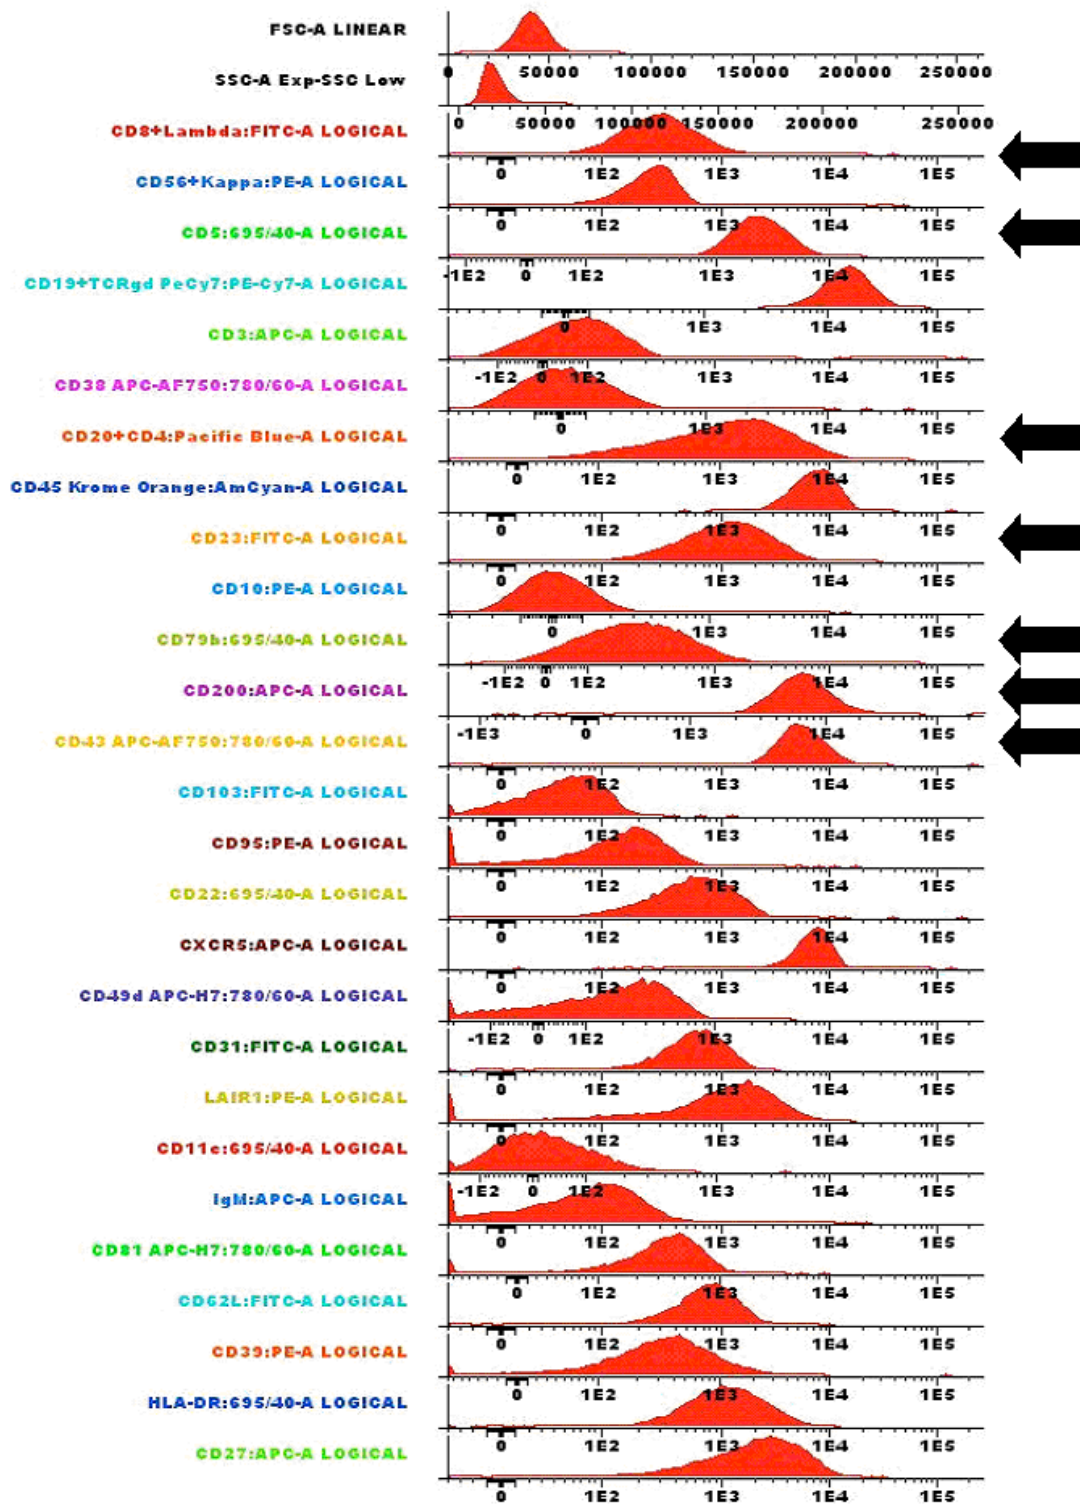 FSC-A LINEAR
0 50000 100000 150000 200000 250000
SSC-A Exp-SSC Low
0 50000 100000 150000 200000 250000
CD8+Lambda:FITC-A LOGICAL
0 1E2 1E3 1E4 1E5
CD56+Kappa:PE-A LOGICAL
0 1E2 1E3 1E4 1E5
CD5:695/40-A LOGICAL
-1E2 0 1E2 1E3 1E4 1E5
CD19+TCRgd PeCy7:PE-Cy7-A LOGICAL
0 1E3 1E4 1E5
CD3:APC-A LOGICAL
-1E2 0 1E2 1E3 1E4 1E5
CD38 APC-AF750:780/60-A LOGICAL
0 1E3 1E4 1E5
CD20+CD4:Pacific Blue-A LOGICAL
0 1E2 1E3 1E4 1E5
CD45 Krome Orange:AmCyan-A LOGICAL
0 1E2 1E3 1E4 1E5
CD23:FITC-A LOGICAL
0 1E2 1E3 1E4 1E5
CD10:PE-A LOGICAL
0 1E3 1E4 1E5
CD79b:695/40-A LOGICAL
-1E2 0 1E2 1E3 1E4 1E5
CD200:APC-A LOGICAL
-1E3 0 1E3 1E4 1E5
CD43 APC-AF750:780/60-A LOGICAL
0 1E2 1E3 1E4 1E5
CD103:FITC-A LOGICAL
0 1E2 1E3 1E4 1E5
CD95:PE-A LOGICAL
0 1E2 1E3 1E4 1E5
CD22:695/40-A LOGICAL
0 1E2 1E3 1E4 1E5
CXCR5:APC-A LOGICAL
0 1E2 1E3 1E4 1E5
CD49d APC-H7:780/60-A LOGICAL
-1E2 0 1E2 1E3 1E4 1E5
CD31:FITC-A LOGICAL
0 1E2 1E3 1E4 1E5
LAIR1:PE-A LOGICAL
0 1E2 1E3 1E4 1E5
CD11c:695/40-A LOGICAL
-1E2 0 1E2 1E3 1E4 1E5
IgM:APC-A LOGICAL
0 1E2 1E3 1E4 1E5
CD81 APC-H7:780/60-A LOGICAL
0 1E2 1E3 1E4 1E5
CD62L:FITC-A LOGICAL
0 1E2 1E3 1E4 1E5
CD39:PE-A LOGICAL
0 1E2 1E3 1E4 1E5
HLA-DR:695/40-A LOGICAL
0 1E2 1E3 1E4 1E5
CD27:APC-A LOGICAL
0 1E2 1E3 1E4 1E5